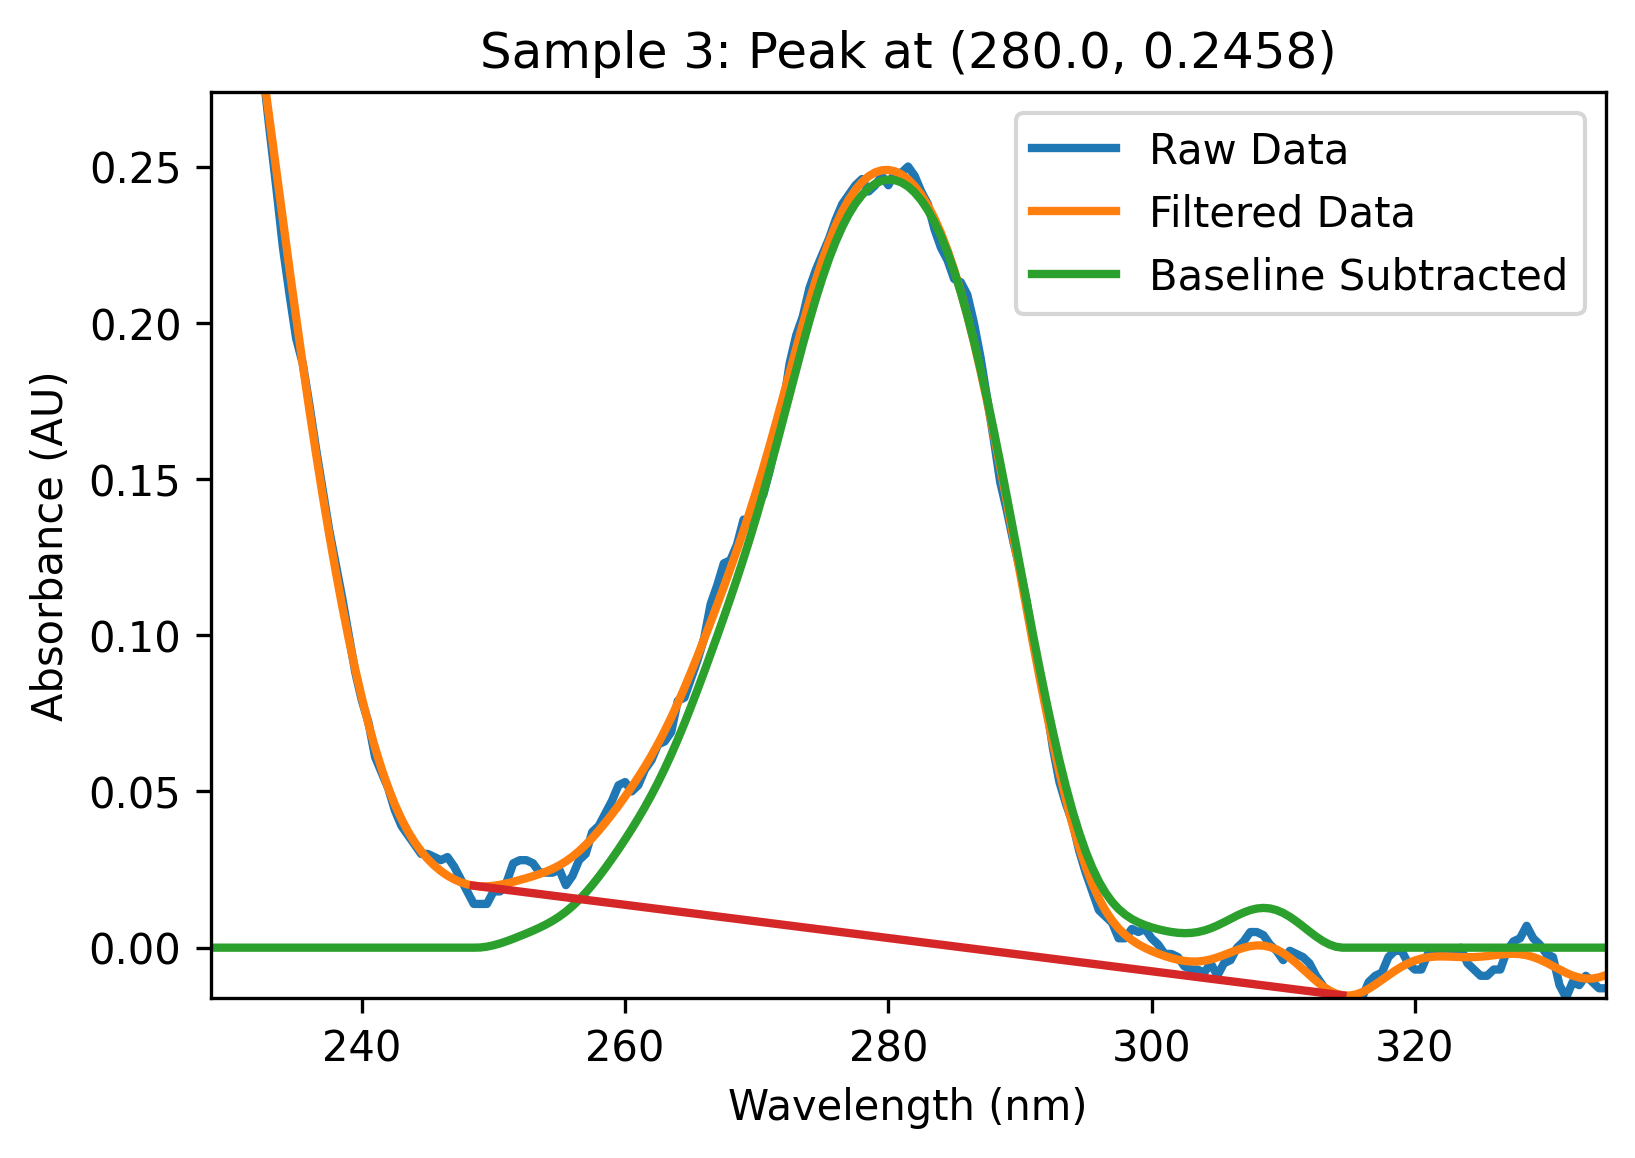 Sample 3: Peak at (280.0, 0.2458)
Raw Data
Filtered Data
Baseline Subtracted
0.25
0.20
0.15
0.10
0.05
0.00
Absorbance (AU)
240 260 280 300 320
Wavelength (nm)